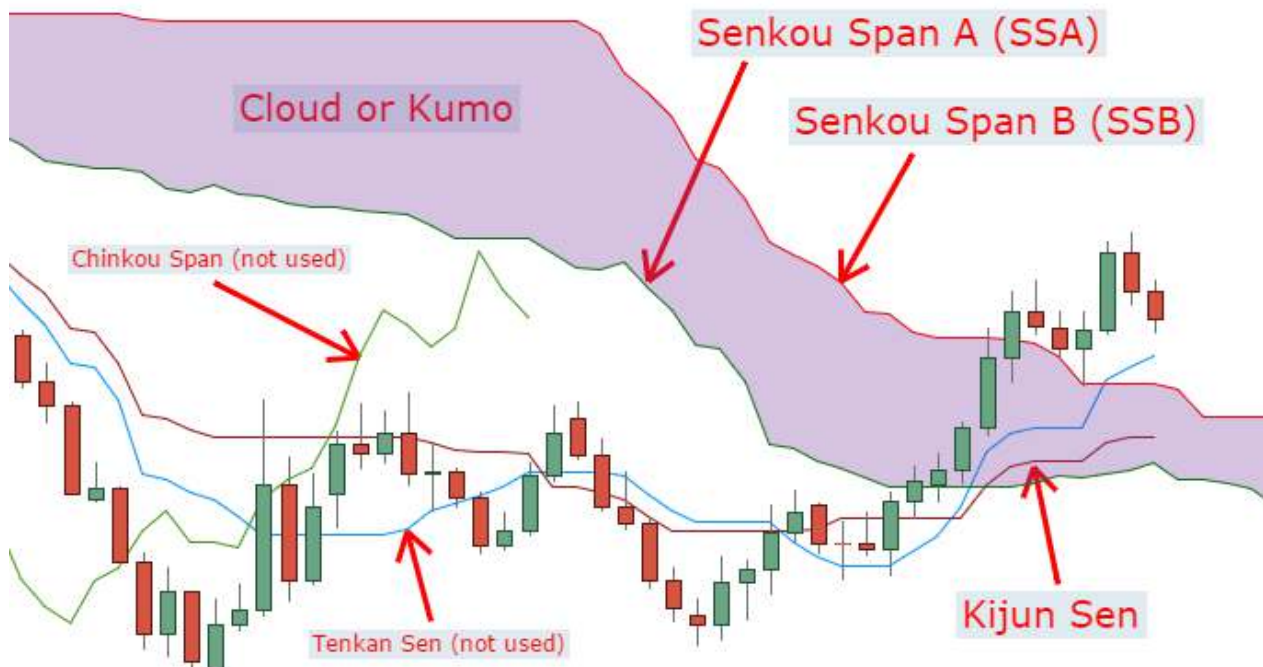 Senkou Span A (SSA)
Cloud or Kumo
Senkou Span B (SSB)
Chinkou Span (not used)
Kijun Sen
Tenkan Sen (not used)